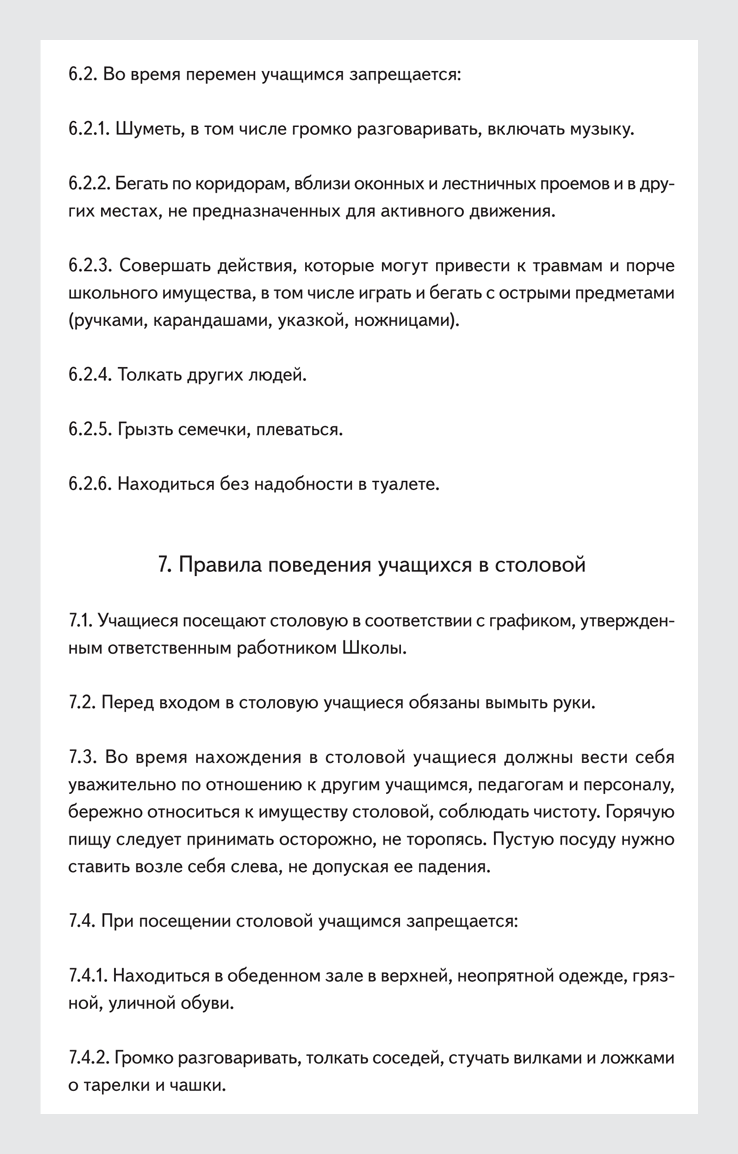 6.2. Во время перемен учащимся запрещается:
6.2.1. Шуметь, в том числе громко разговаривать, включать музыку.
6.2.2. Бегать по коридорам, вблизи оконных и лестничных проемов и в дру-
гих местах, не предназначенных для активного движения.
6.2.3. Совершать действия, которые могут привести к травмам и порче
школьного имущества, в том числе играть и бегать с острыми предметами
(ручками, карандашами, указкой, ножницами).
6.2.4. Толкать других людей.
6.2.5. Грызть семечки, плеваться.
6.2.6. Находиться без надобности в туалете.
7. Правила поведения учащихся в столовой
7.1. Учащиеся посещают столовую в соответствии с графиком, утвержден-
ным ответственным работником Школы.
7.2. Перед входом в столовую учащиеся обязаны вымыть руки.
7.3. Во время нахождения в столовой учащиеся должны вести себя
уважительно по отношению к другим учащимся, педагогам и персоналу,
бережно относиться к имуществу столовой, соблюдать чистоту. Горячую
пищу следует принимать осторожно, не торопясь. Пустую посуду нужно
ставить возле себя слева, не допуская ее падения.
7.4. При посещении столовой учащимся запрещается:
7.4.1. Находиться в обеденном зале в верхней, неопрятной одежде, гряз-
ной, уличной обуви.
7.4.2. Громко разговаривать, толкать соседей, стучать вилками и ложками
о тарелки и чашки.